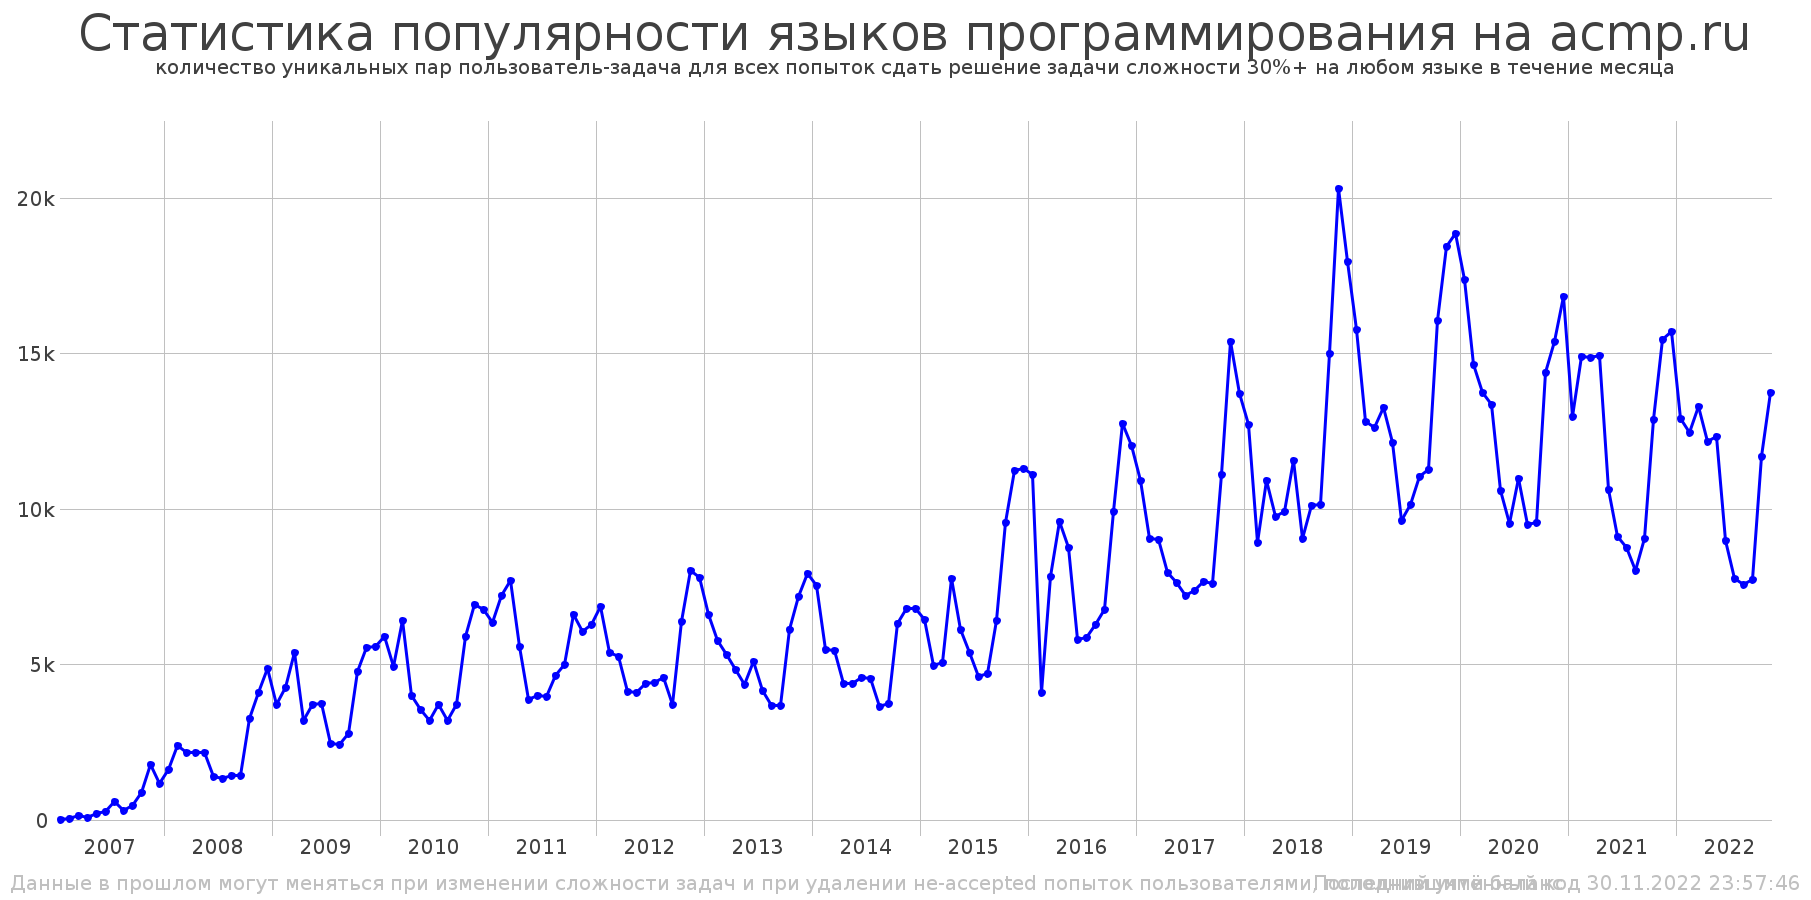 Статистика популярности языков программирования на acmp.ru
количество уникальных пар пользователь-задача для всех попыток сдать решение задачи сложности 30%+ на любом языке в течение месяца
20k
15k
10k
5k
0
2007 2008 2009 2010 2011 2012 2013 2014 2015 2016 2017 2018 2019 2020 2021 2022
Данные в прошлом могут меняться при изменении сложности задач и при удалении не-accepted попыток пользователями, код 30.11.2022 23:57:46